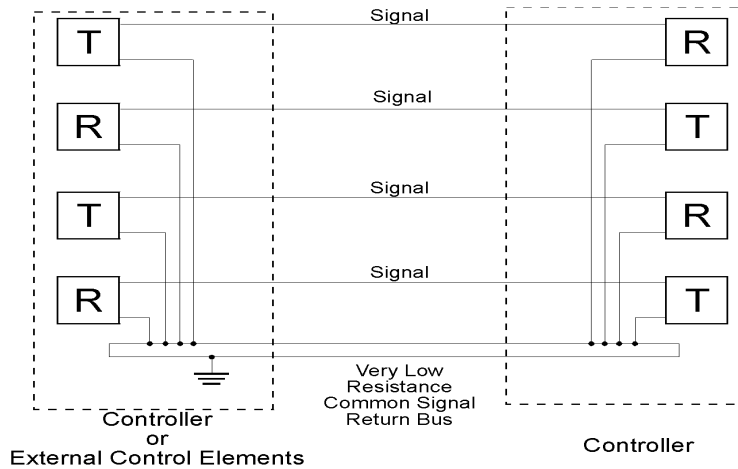 Signal
T
R
Signal
R
T
Signal
T
R
Signal
R
T
Very Low
Resistance
Common Signal
Return Bus
Controller
or
External Control Elements
Controller